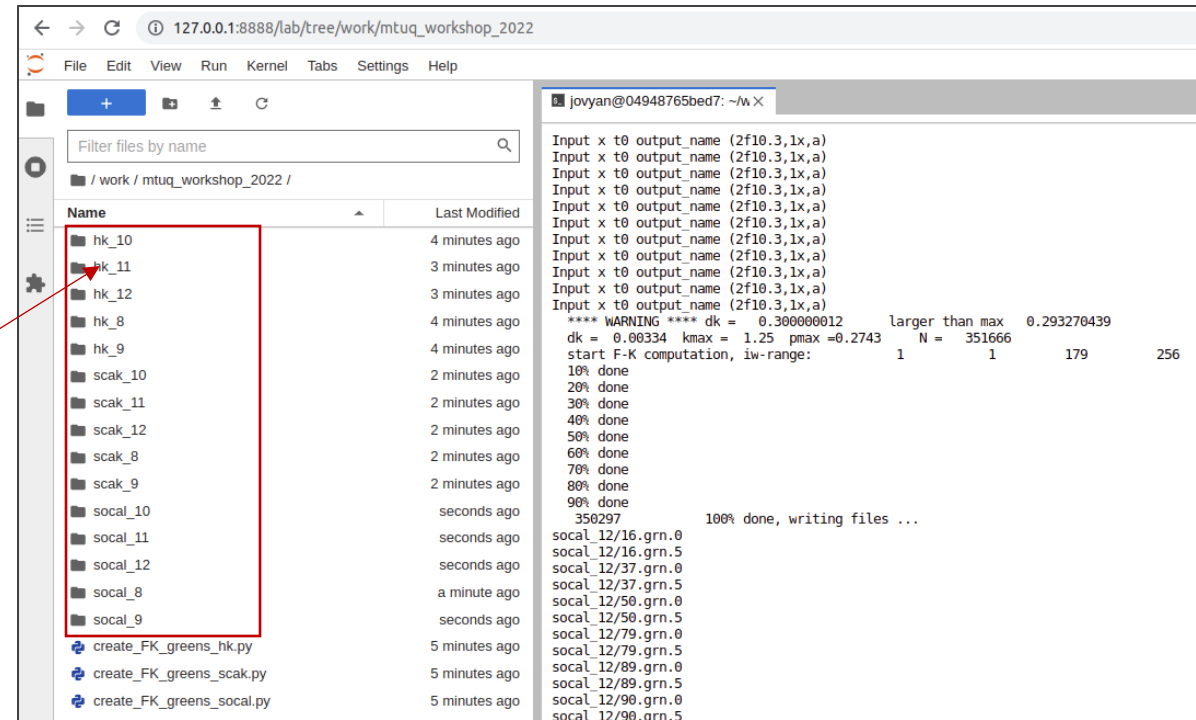 127.0.0.1:8888/lab/tree/work/mtuq_workshop_2022
File Edit View Run Kernel Tabs Settings Help
+
Filter files by name
/ work / mtuq_workshop_2022 /
Name Last Modified
hk_10 4 minutes ago
hk_11 3 minutes ago
hk_12 3 minutes ago
hk_8 4 minutes ago
hk_9 4 minutes ago
scak_10 2 minutes ago
scak_11 2 minutes ago
scak_12 2 minutes ago
scak_8 2 minutes ago
scak_9 2 minutes ago
socal_10 seconds ago
socal_11 seconds ago
socal_12 seconds ago
socal_8 a minute ago
socal_9 seconds ago
create_FK_greens_hk.py 5 minutes ago
create_FK_greens_scak.py 5 minutes ago
create_FK_greens_socal.py 5 minutes ago
jovyan@04948765bed7: ~/w
Input x t0 output_name (2f10.3,1x,a)
Input x t0 output_name (2f10.3,1x,a)
Input x t0 output_name (2f10.3,1x,a)
Input x t0 output_name (2f10.3,1x,a)
Input x t0 output_name (2f10.3,1x,a)
Input x t0 output_name (2f10.3,1x,a)
Input x t0 output_name (2f10.3,1x,a)
Input x t0 output_name (2f10.3,1x,a)
Input x t0 output_name (2f10.3,1x,a)
Input x t0 output_name (2f10.3,1x,a)
Input x t0 output_name (2f10.3,1x,a)
**** WARNING **** dk = 0.300000012 larger than max 0.293270439
dk = 0.00334 kmax = 1.25 pmax =0.2743 N = 351666
start F-K computation, iw-range: 1 1 179 256
10% done
20% done
30% done
40% done
50% done
60% done
70% done
80% done
90% done
350297 100% done, writing files ...
socal_12/16.grn.0
socal_12/16.grn.5
socal_12/37.grn.0
socal_12/37.grn.5
socal_12/50.grn.0
socal_12/50.grn.5
socal_12/79.grn.0
socal_12/79.grn.5
socal_12/89.grn.0
socal_12/89.grn.5
socal_12/90.grn.0
socal_12/90.grn.5